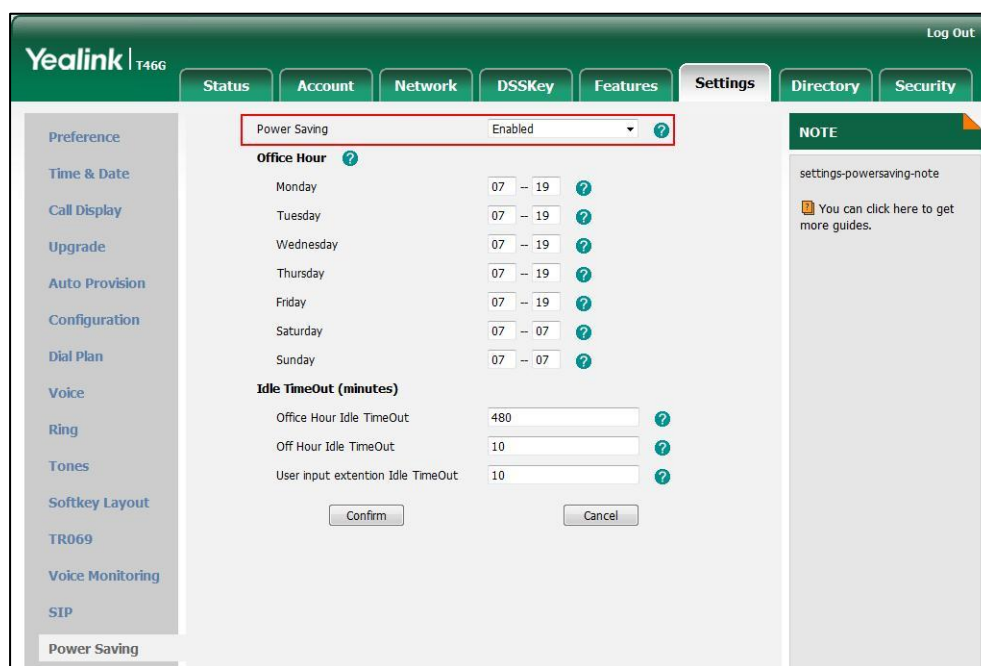 Log Out
Yealink | T46G
Status Account Network DSSKey Features Settings Directory Security
Preference
Time & Date
Call Display
Upgrade
Auto Provision
Configuration
Dial Plan
Voice
Ring
Tones
Softkey Layout
TR069
Voice Monitoring
SIP
Power Saving
Power Saving Enabled ?
Office Hour ?
Monday 07 -- 19 ?
Tuesday 07 -- 19 ?
Wednesday 07 -- 19 ?
Thursday 07 -- 19 ?
Friday 07 -- 19 ?
Saturday 07 -- 07 ?
Sunday 07 -- 07 ?
Idle TimeOut (minutes)
Office Hour Idle TimeOut 480 ?
Off Hour Idle TimeOut 10 ?
User input extention Idle TimeOut 10 ?
Confirm Cancel
NOTE
settings-powersaving-note
? You can click here to get
more guides.